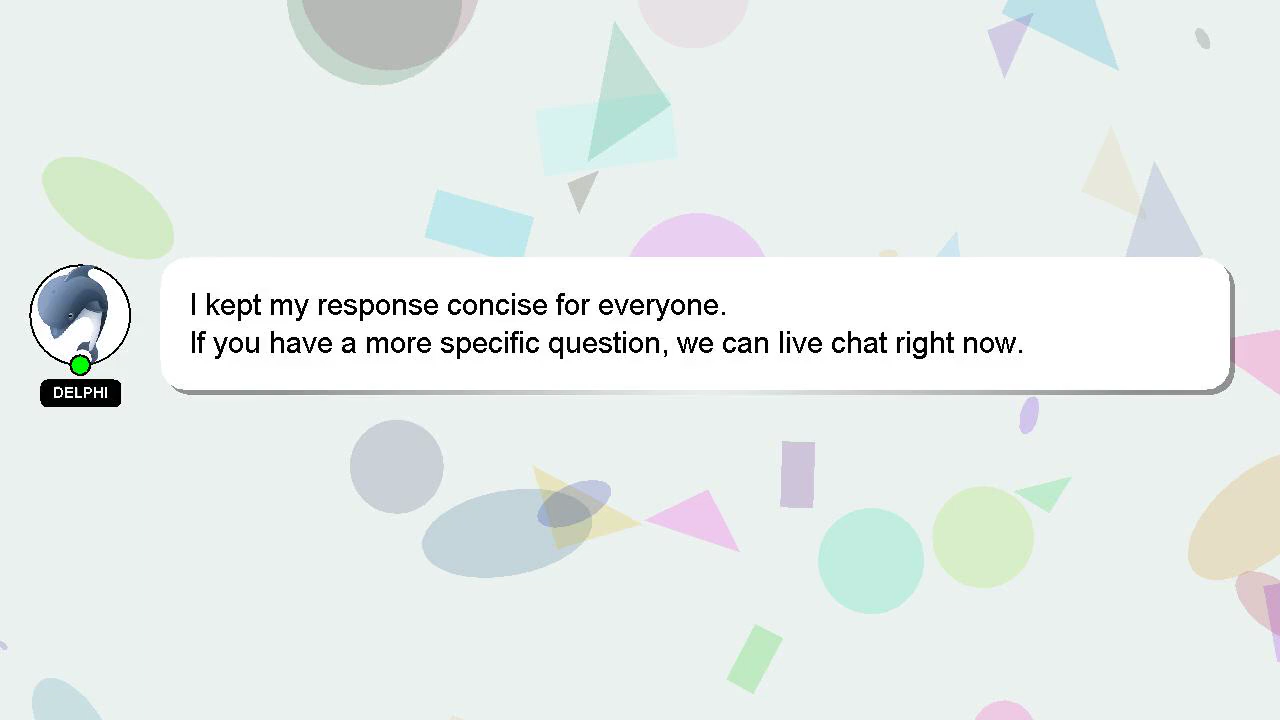 I kept my response concise for everyone.
If you have a more specific question, we can live chat right now.
DELPHI